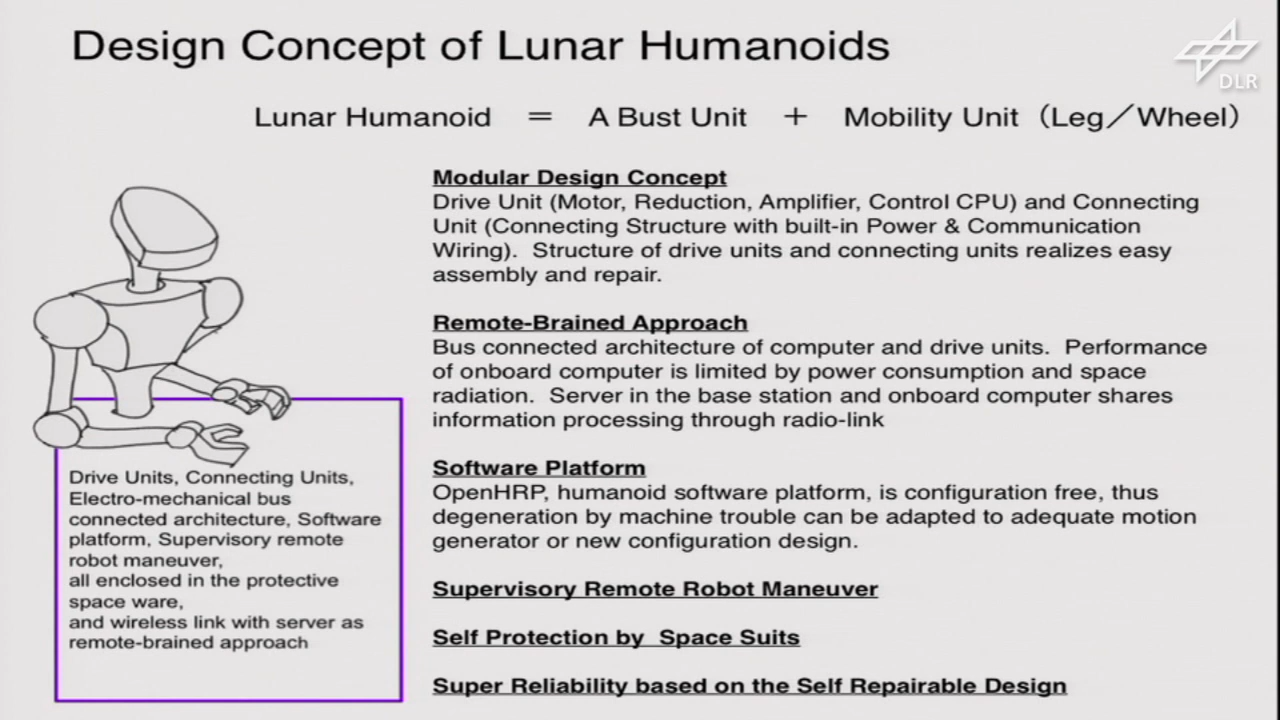 Design Concept of Lunar Humanoids
DLR
Lunar Humanoid = A Bust Unit + Mobility Unit（Leg／Wheel）
Modular Design Concept
Drive Unit (Motor, Reduction, Amplifier, Control CPU) and Connecting
Unit (Connecting Structure with built-in Power & Communication
Wiring). Structure of drive units and connecting units realizes easy
assembly and repair.
Remote-Brained Approach
Bus connected architecture of computer and drive units. Performance
of onboard computer is limited by power consumption and space
radiation. Server in the base station and onboard computer shares
information processing through radio-link
Software Platform
OpenHRP, humanoid software platform, is configuration free, thus
degeneration by machine trouble can be adapted to adequate motion
generator or new configuration design.
Supervisory Remote Robot Maneuver
Self Protection by Space Suits
Super Reliability based on the Self Repairable Design
Drive Units, Connecting Units,
Electro-mechanical bus
connected architecture, Software
platform, Supervisory remote
robot maneuver,
all enclosed in the protective
space ware,
and wireless link with server as
remote-brained approach